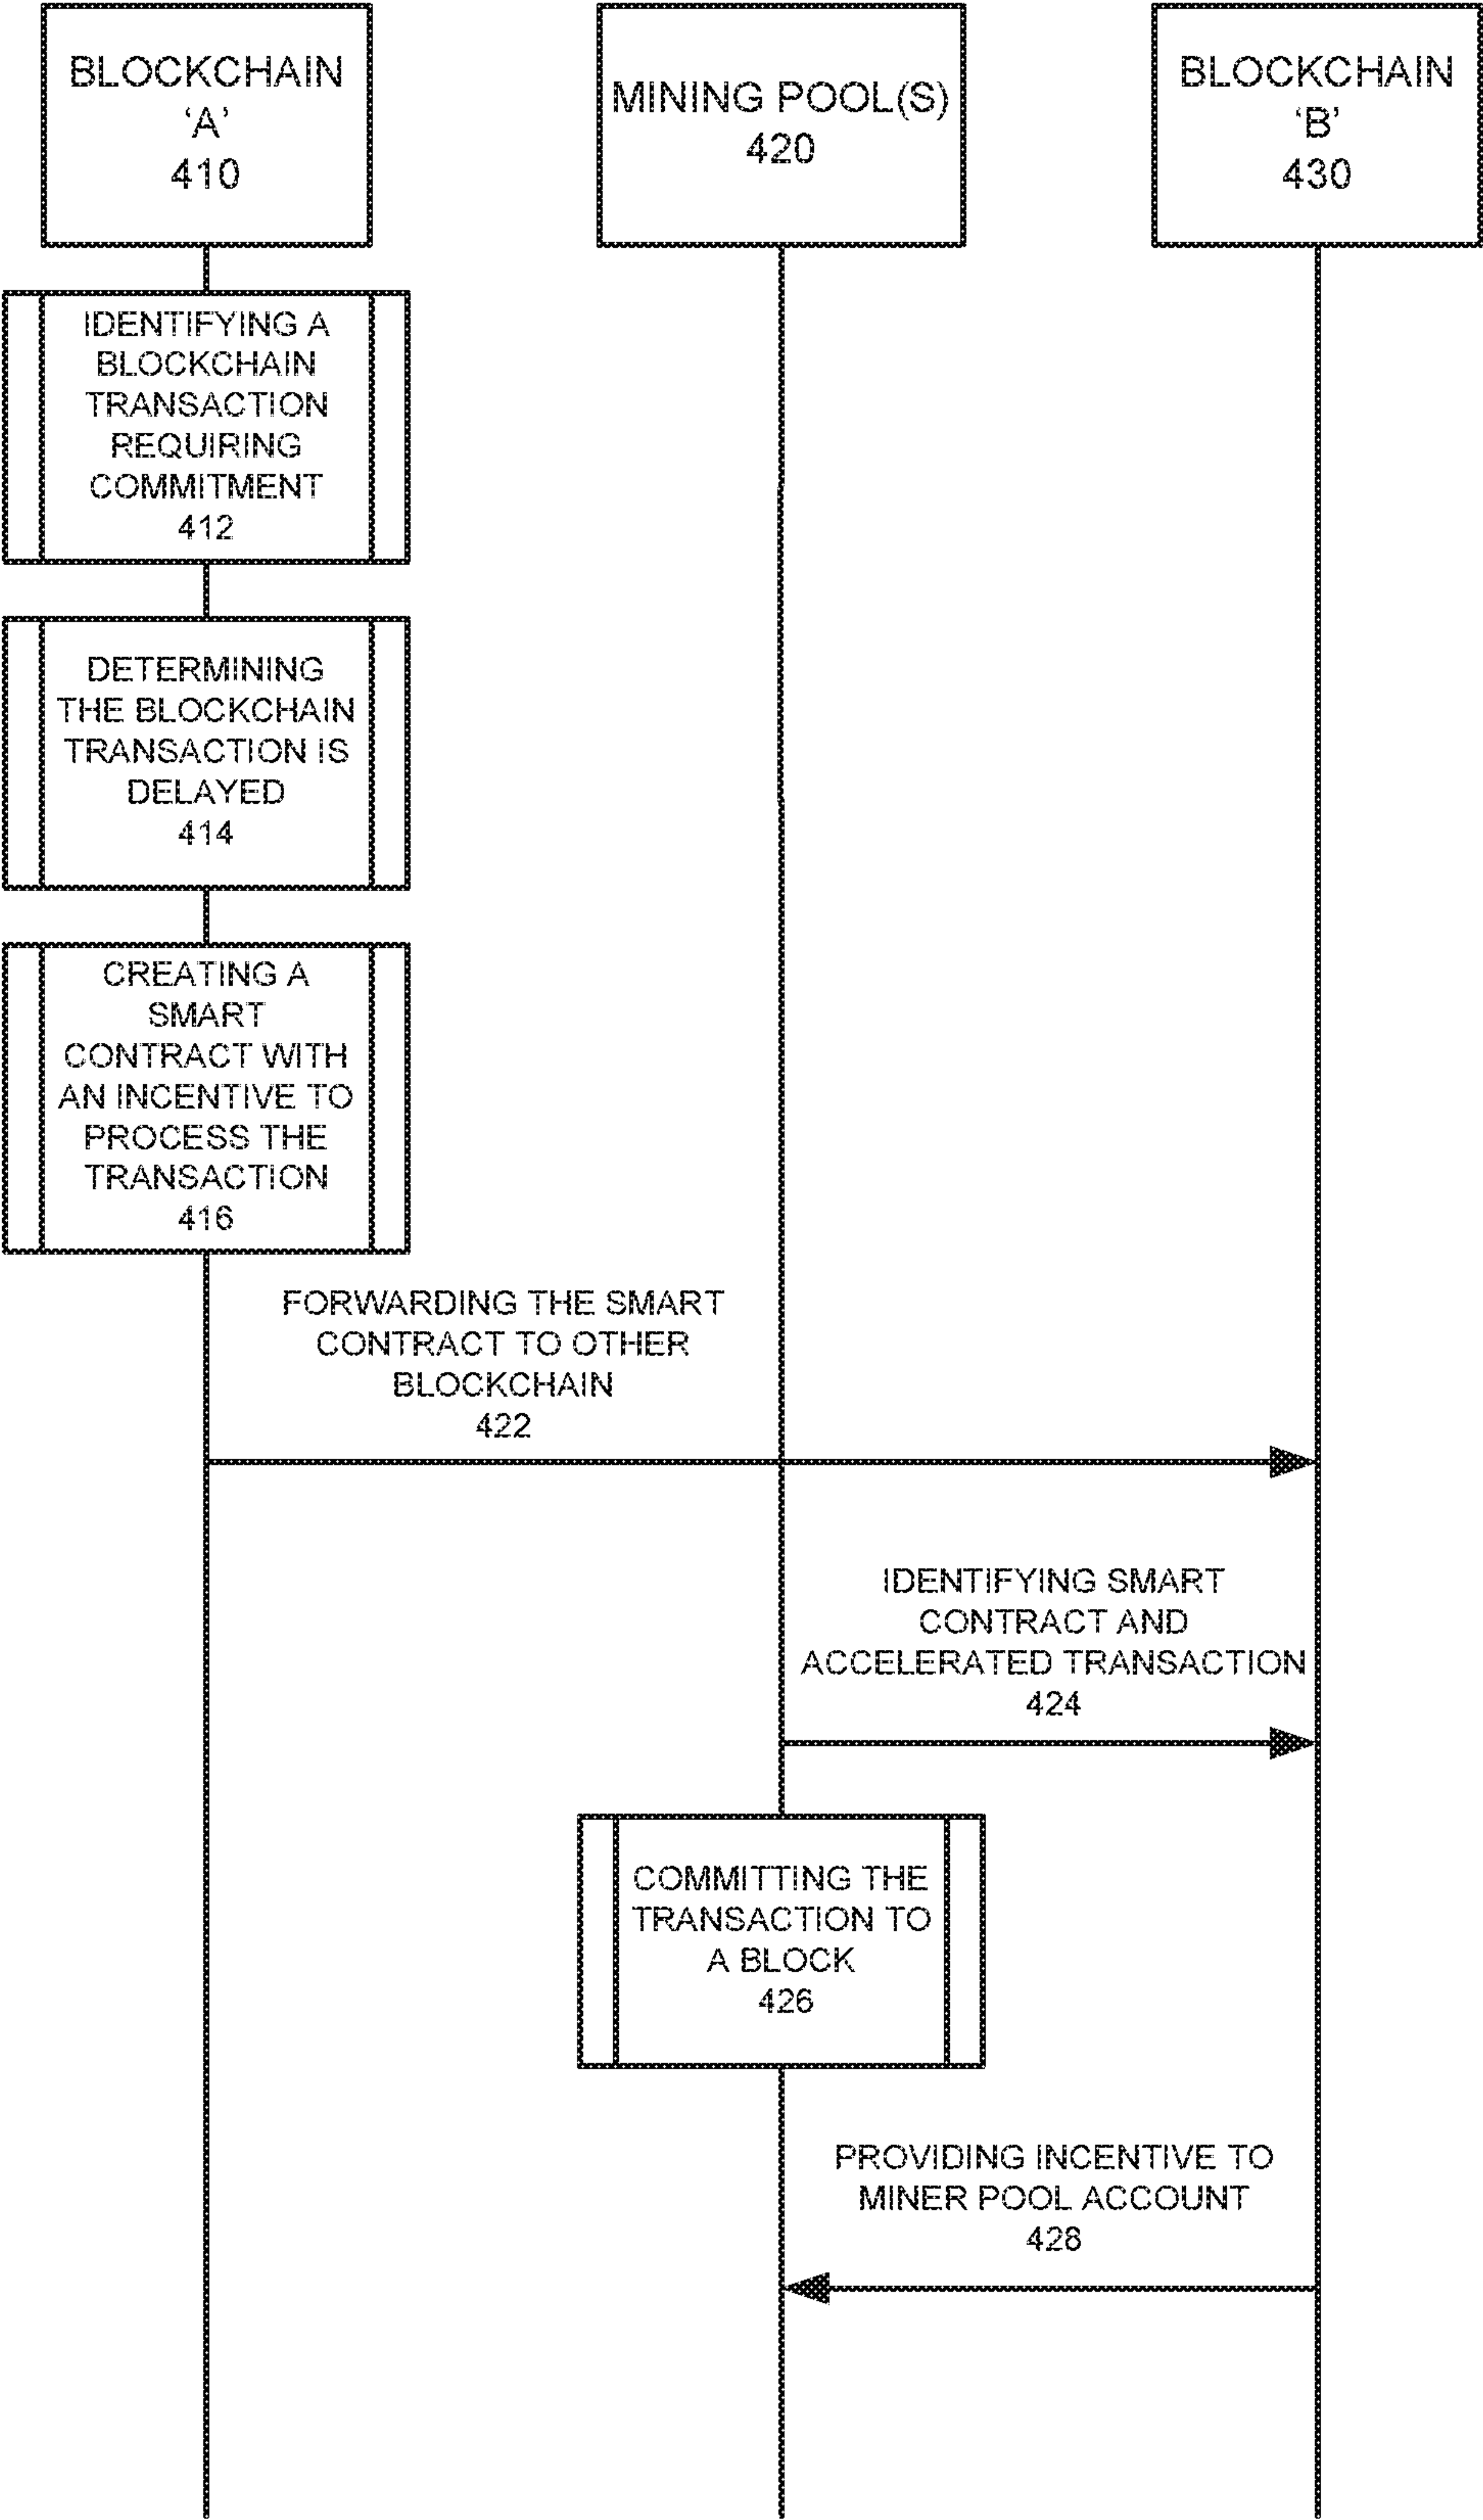 BLOCKCHAIN
‘A’
410
MINING POOL(S)
420
BLOCKCHAIN
‘B’
430
IDENTIFYING A
BLOCKCHAIN
TRANSACTION
REQUIRING
COMMITMENT
412
DETERMINING
THE BLOCKCHAIN
TRANSACTION IS
DELAYED
414
CREATING A
SMART
CONTRACT WITH
AN INCENTIVE TO
PROCESS THE
TRANSACTION
416
FORWARDING THE SMART
CONTRACT TO OTHER
BLOCKCHAIN
422
IDENTIFYING SMART
CONTRACT AND
ACCELERATED TRANSACTION
424
COMMITTING THE
TRANSACTION TO
A BLOCK
426
PROVIDING INCENTIVE TO
MINER POOL ACCOUNT
428